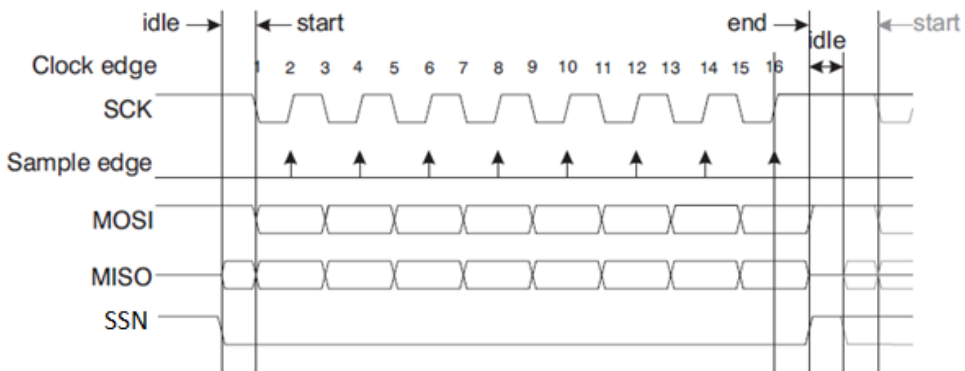 idle start end start
idle
Clock edge 1 2 3 4 5 6 7 8 9 10 11 12 13 14 15 16
SCK
Sample edge
MOSI
MISO
SSN